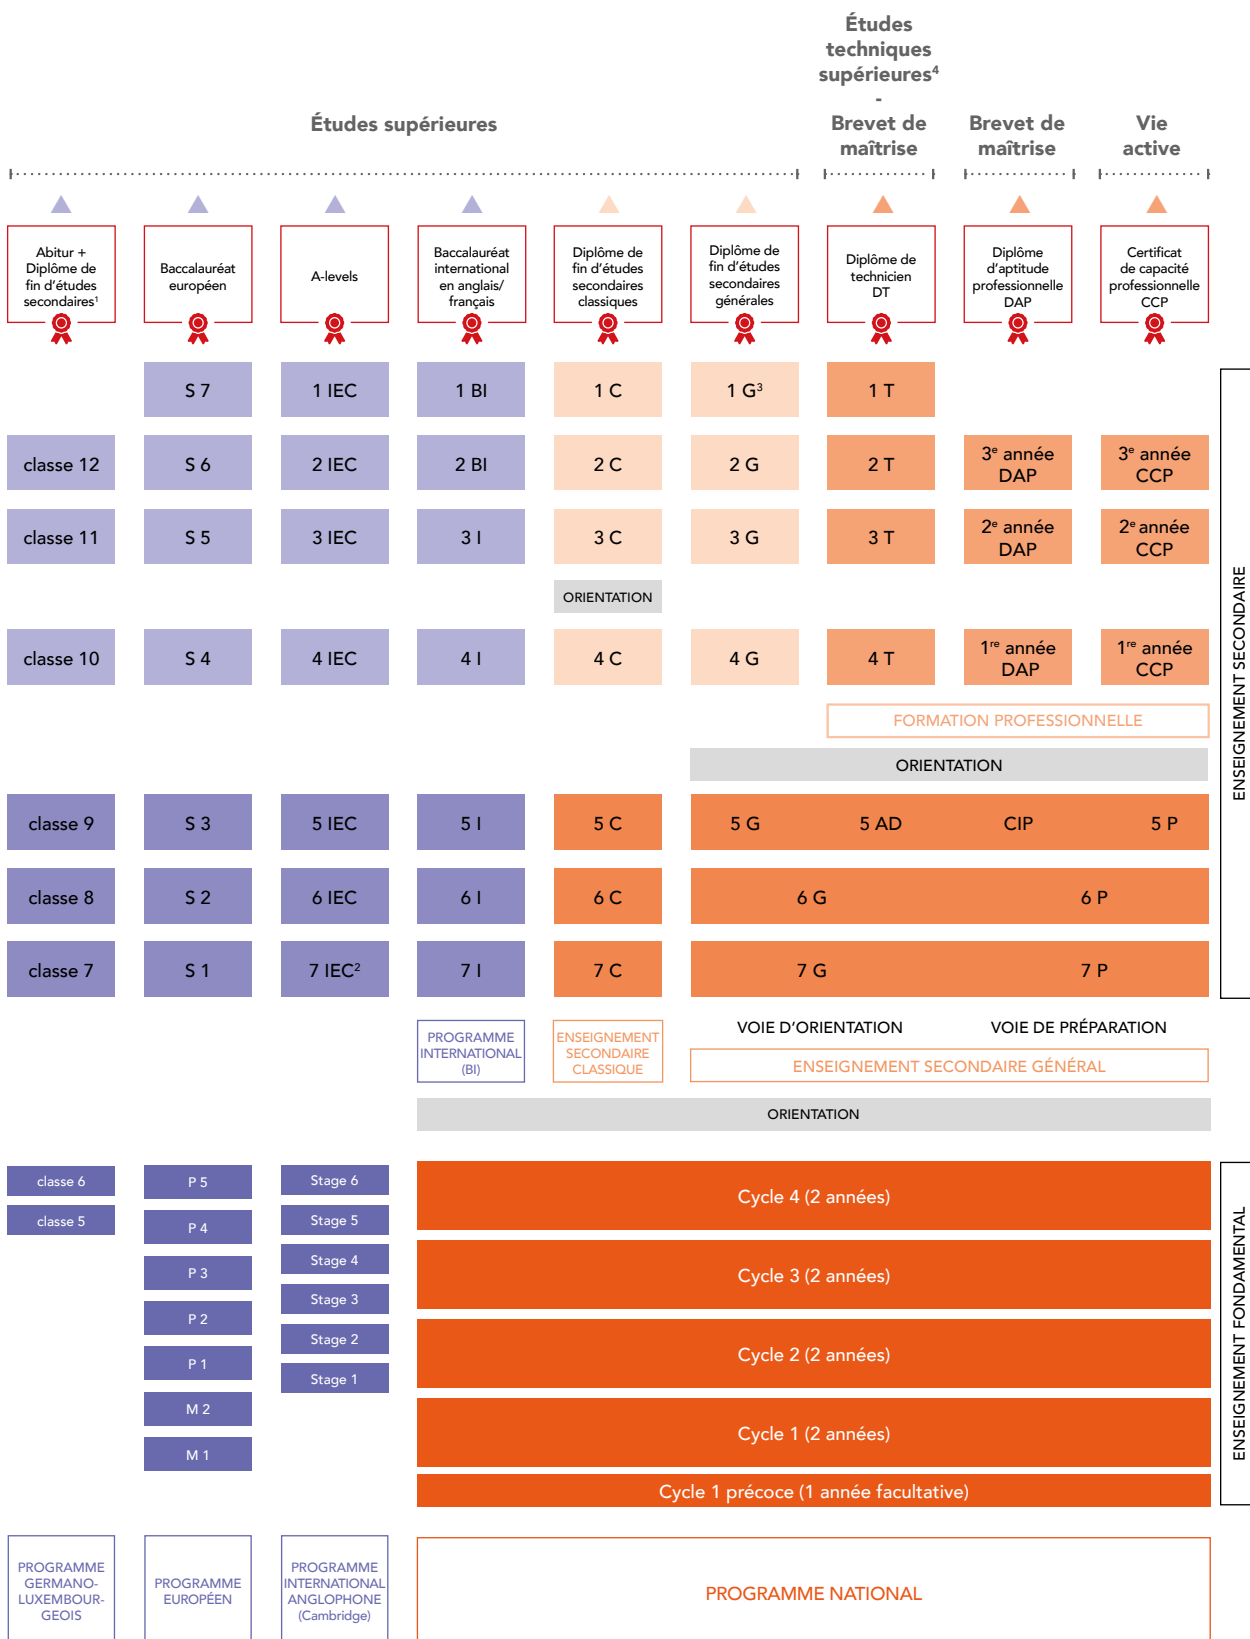 Études
techniques
supérieures⁴
-
Études supérieures
Brevet de
maîtrise
Brevet de
maîtrise
Vie
active
Abitur +
Diplôme de
fin d'études
secondaires¹
Baccalauréat
européen
A-levels
Baccalauréat
international
en anglais/
français
Diplôme de
fin d'études
secondaires
classiques
Diplôme de
fin d'études
secondaires
générales
Diplôme de
technicien
DT
Diplôme
d'aptitude
professionnelle
DAP
Certificat
de capacité
professionnelle
CCP
S 7
1 IEC
1 BI
1 C
1 G³
1 T
classe 12
S 6
2 IEC
2 BI
2 C
2 G
2 T
3ᵉ année
DAP
3ᵉ année
CCP
classe 11
S 5
3 IEC
3 I
3 C
3 G
3 T
2ᵉ année
DAP
2ᵉ année
CCP
ORIENTATION
classe 10
S 4
4 IEC
4 I
4 C
4 G
4 T
1ʳᵉ année
DAP
1ʳᵉ année
CCP
FORMATION PROFESSIONNELLE
ORIENTATION
classe 9
S 3
5 IEC
5 I
5 C
5 G
5 AD
CIP
5 P
classe 8
S 2
6 IEC
6 I
6 C
6 G
6 P
classe 7
S 1
7 IEC²
7 I
7 C
7 G
7 P
ENSEIGNEMENT SECONDAIRE
PROGRAMME
INTERNATIONAL
(BI)
ENSEIGNEMENT
SECONDAIRE
CLASSIQUE
VOIE D'ORIENTATION
VOIE DE PRÉPARATION
ENSEIGNEMENT SECONDAIRE GÉNÉRAL
ORIENTATION
classe 6
classe 5
P 5
P 4
P 3
P 2
P 1
M 2
M 1
Stage 6
Stage 5
Stage 4
Stage 3
Stage 2
Stage 1
Cycle 4 (2 années)
Cycle 3 (2 années)
Cycle 2 (2 années)
Cycle 1 (2 années)
Cycle 1 précoce (1 année facultative)
ENSEIGNEMENT FONDAMENTAL
PROGRAMME
GERMANO-
LUXEMBOUR-
GEOIS
PROGRAMME
EUROPÉEN
PROGRAMME
INTERNATIONAL
ANGLOPHONE
(Cambridge)
PROGRAMME NATIONAL